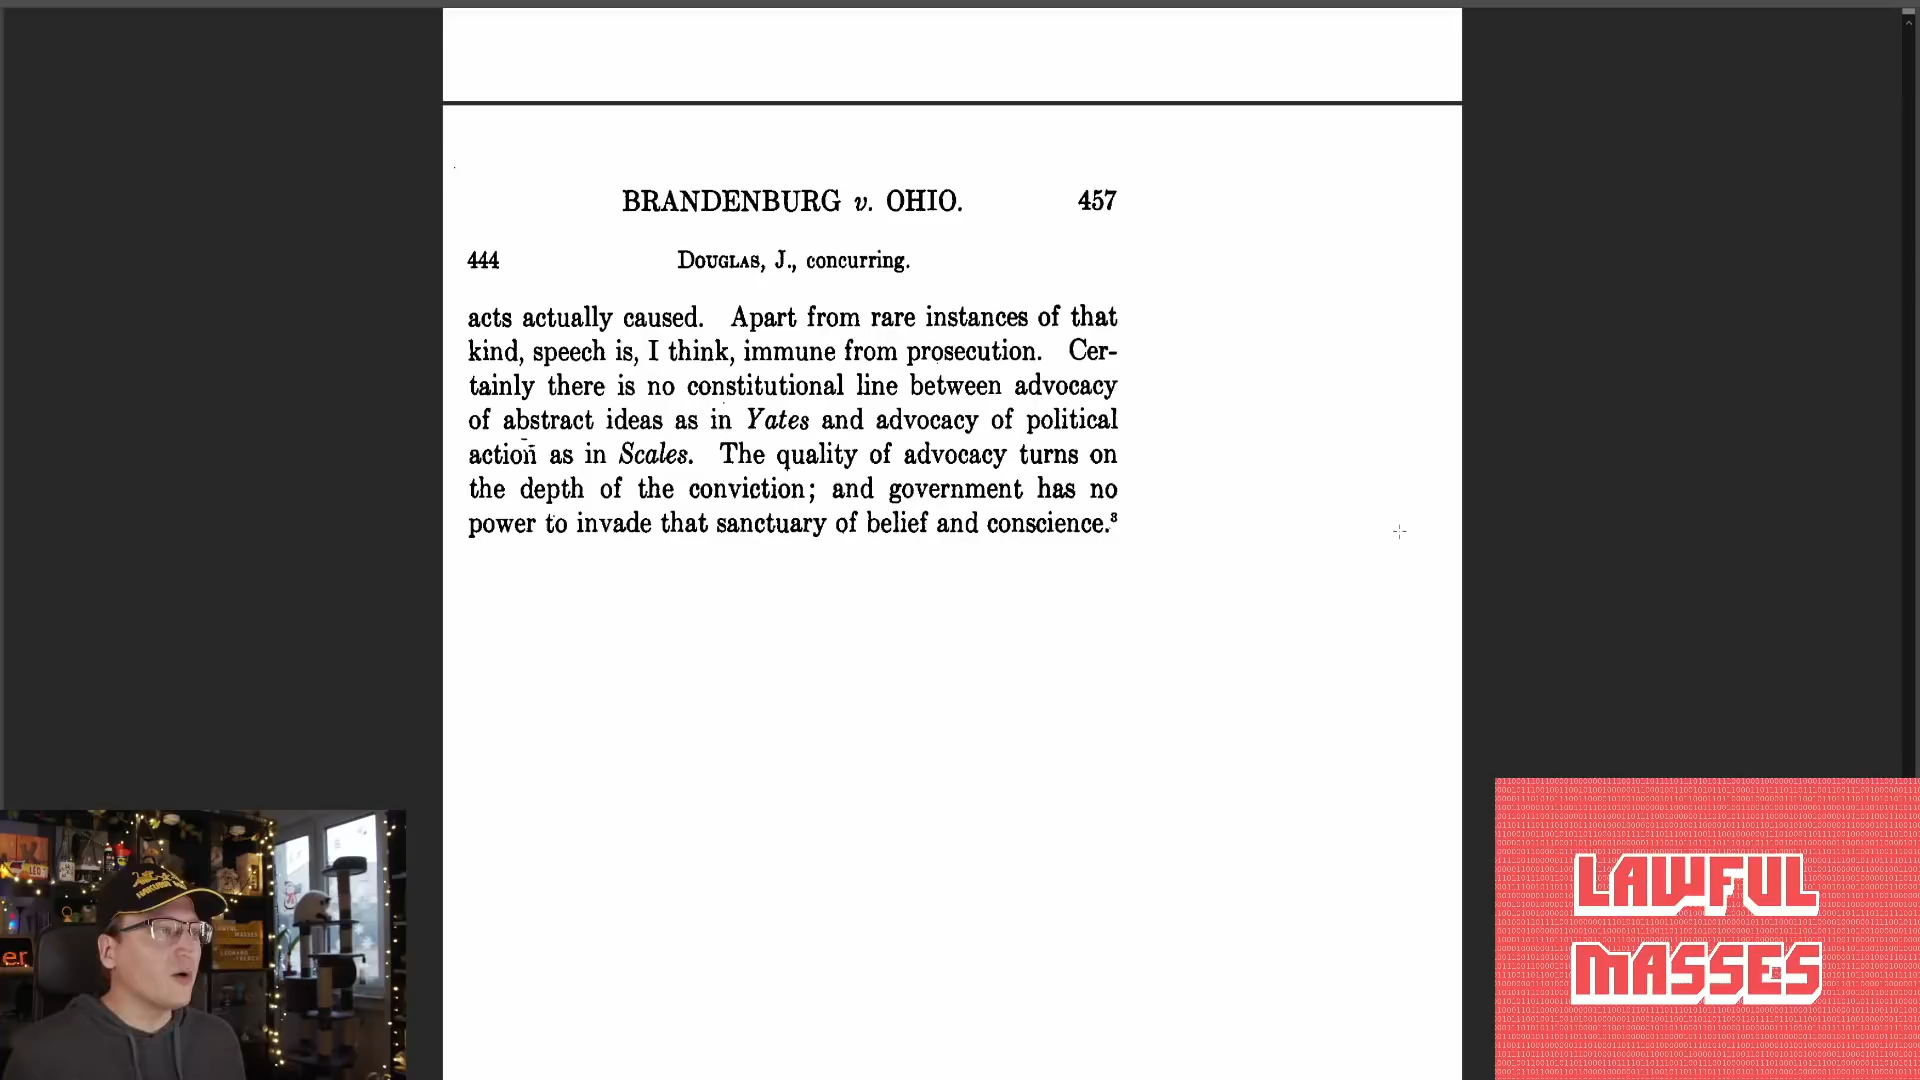 BRANDENBURG v. OHIO. 457
444 DOUGLAS, J., concurring.
acts actually caused. Apart from rare instances of that
kind, speech is, I think, immune from prosecution. Cer-
tainly there is no constitutional line between advocacy
of abstract ideas as in Yates and advocacy of political
action as in Scales. The quality of advocacy turns on
the depth of the conviction; and government has no
power to invade that sanctuary of belief and conscience.³
er
LAWFUL
MASSES